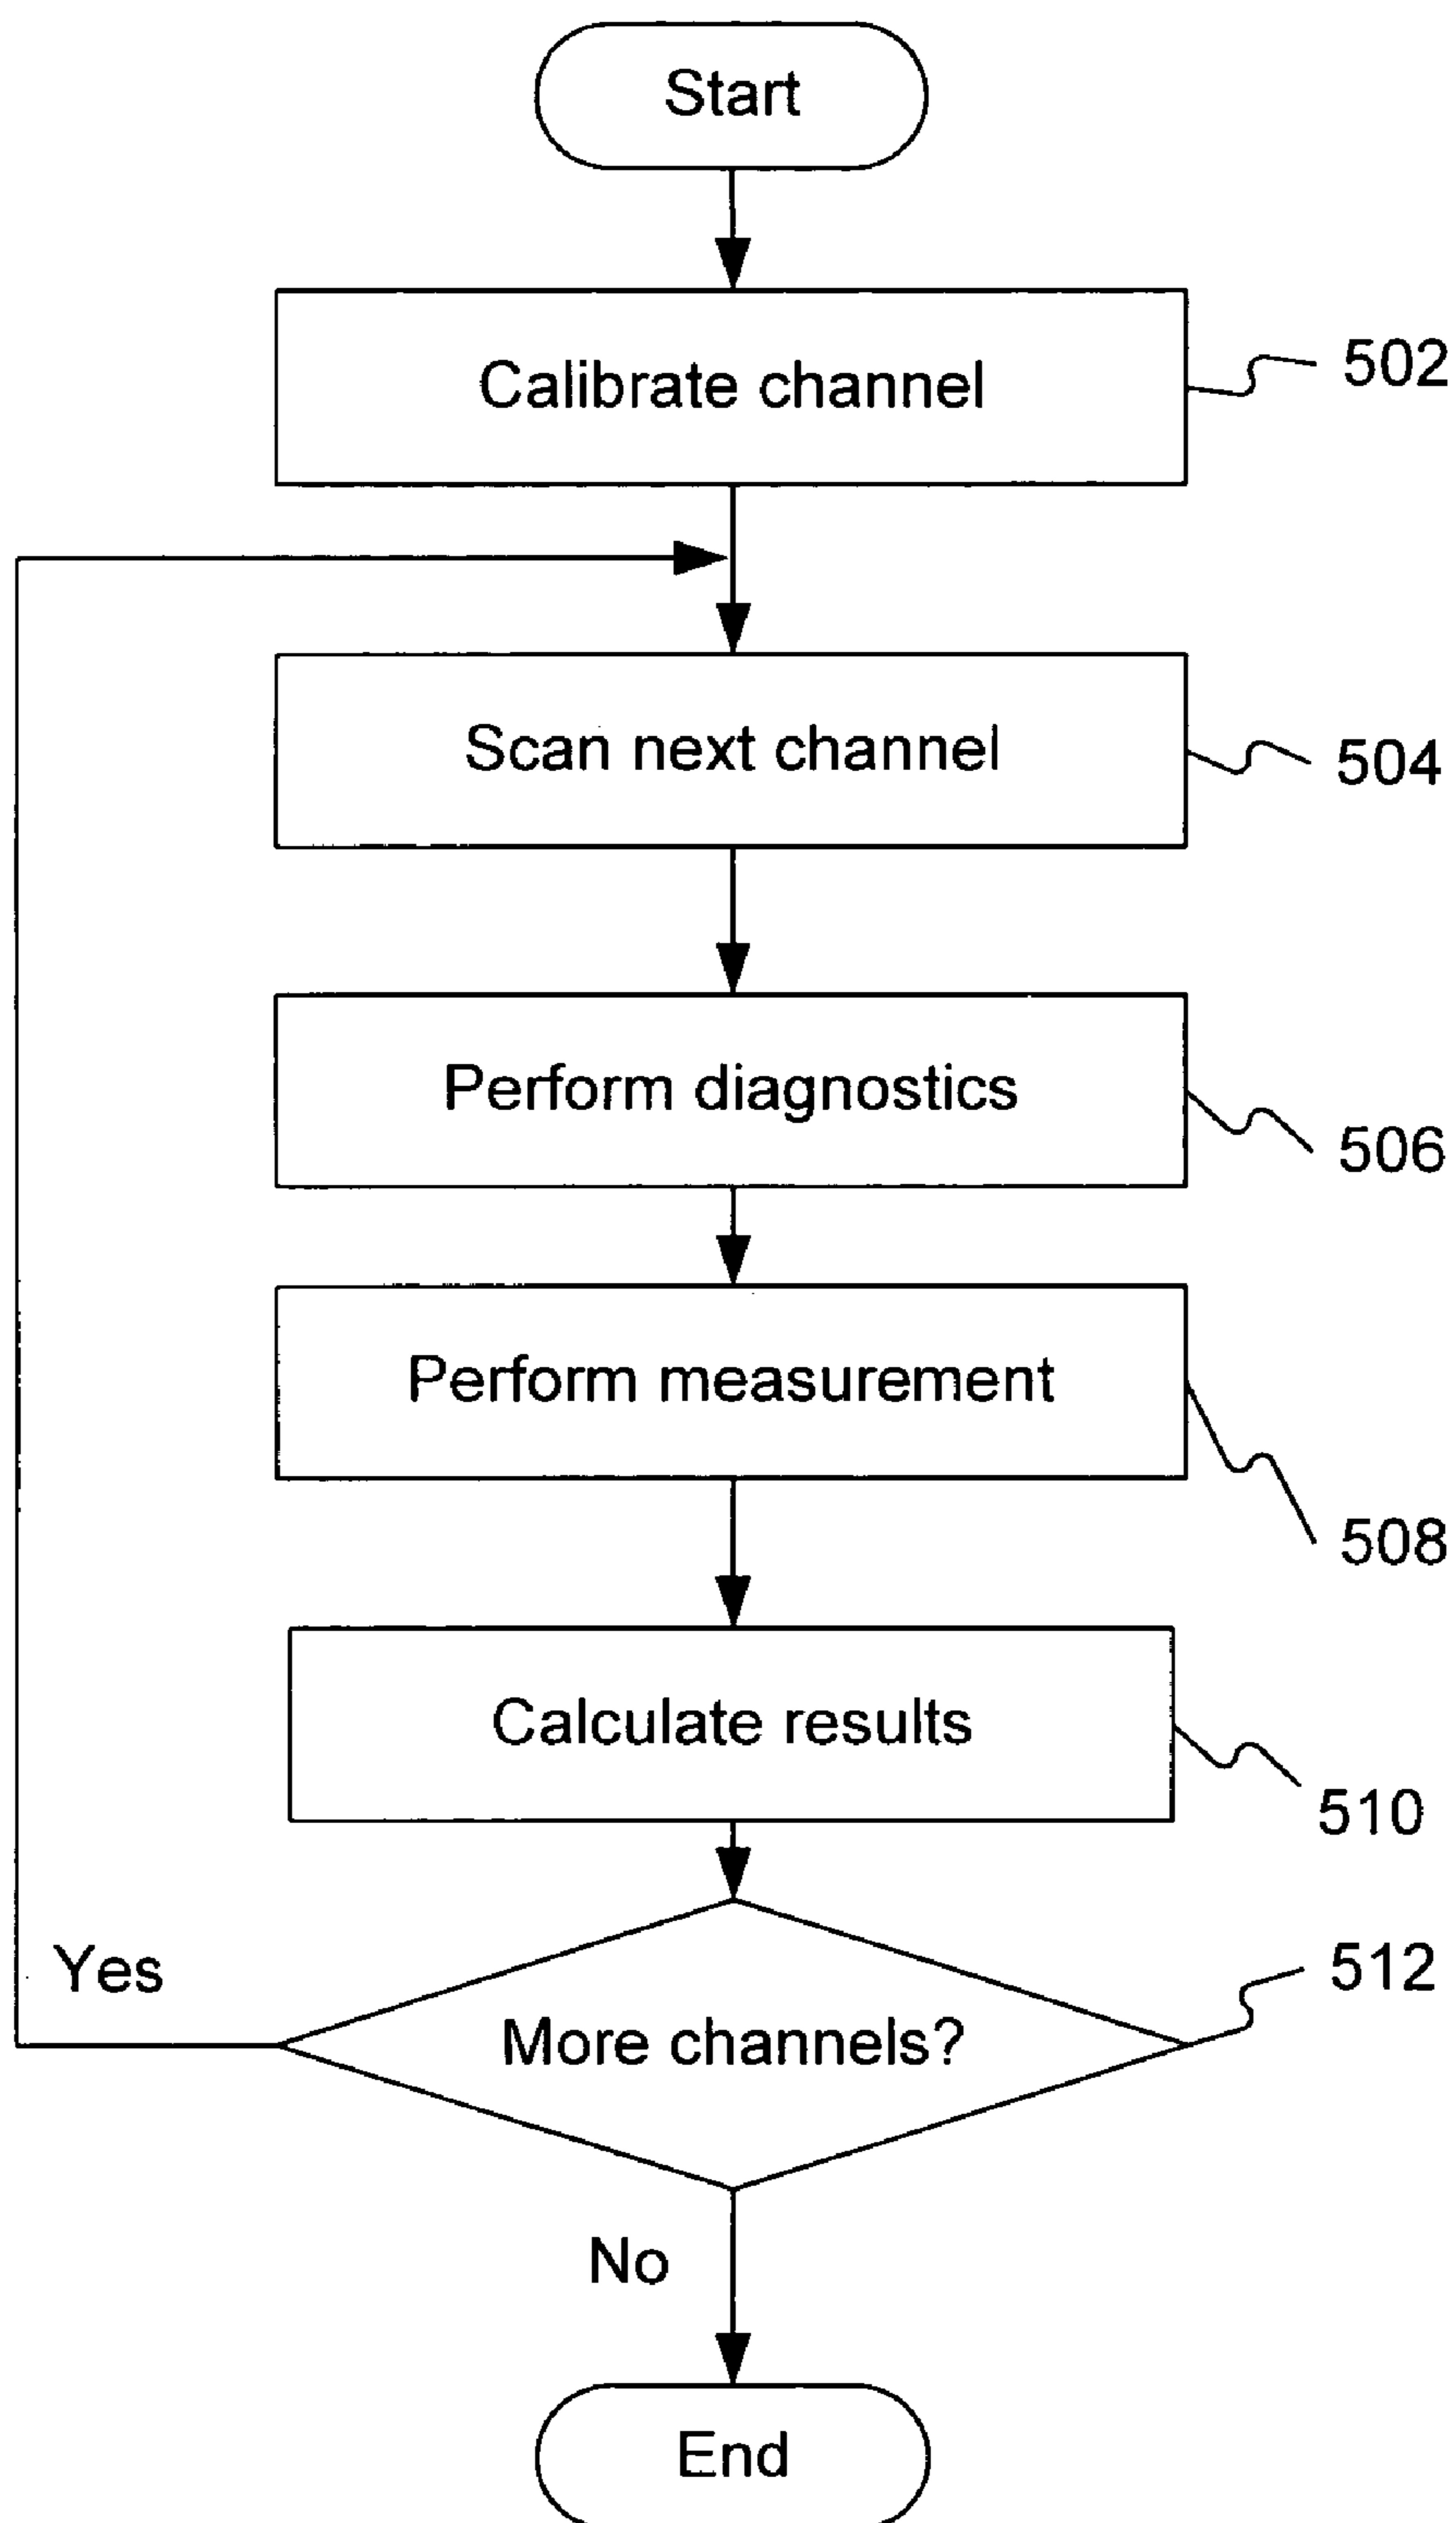 Start
Calibrate channel
502
Scan next channel
504
Perform diagnostics
506
Perform measurement
508
Calculate results
510
Yes
More channels?
512
No
End